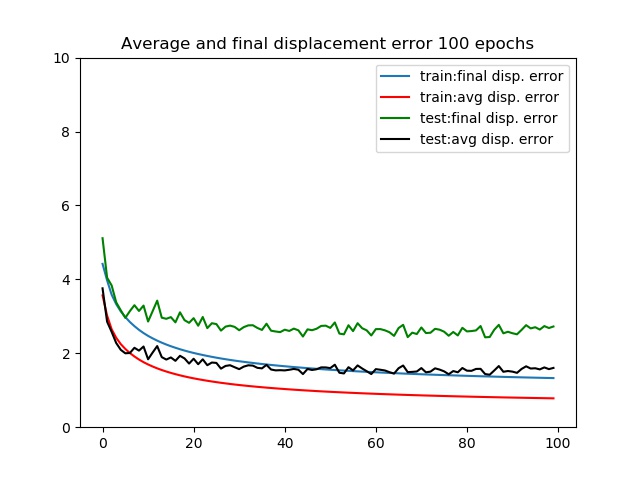 Average and final displacement error 100 epochs
10
8
6
4
2
0
train:final disp. error
train:avg disp. error
test:final disp. error
test:avg disp. error
0 20 40 60 80 100